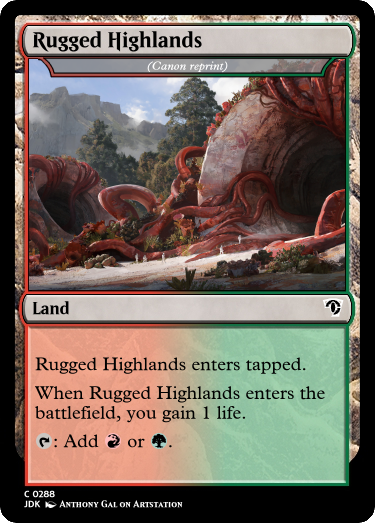 Rugged Highlands
(Canon reprint)
Land
Rugged Highlands enters tapped.
When Rugged Highlands enters the
battlefield, you gain 1 life.
: Add or .
C 0288
JDK Anthony Gal on Artstation